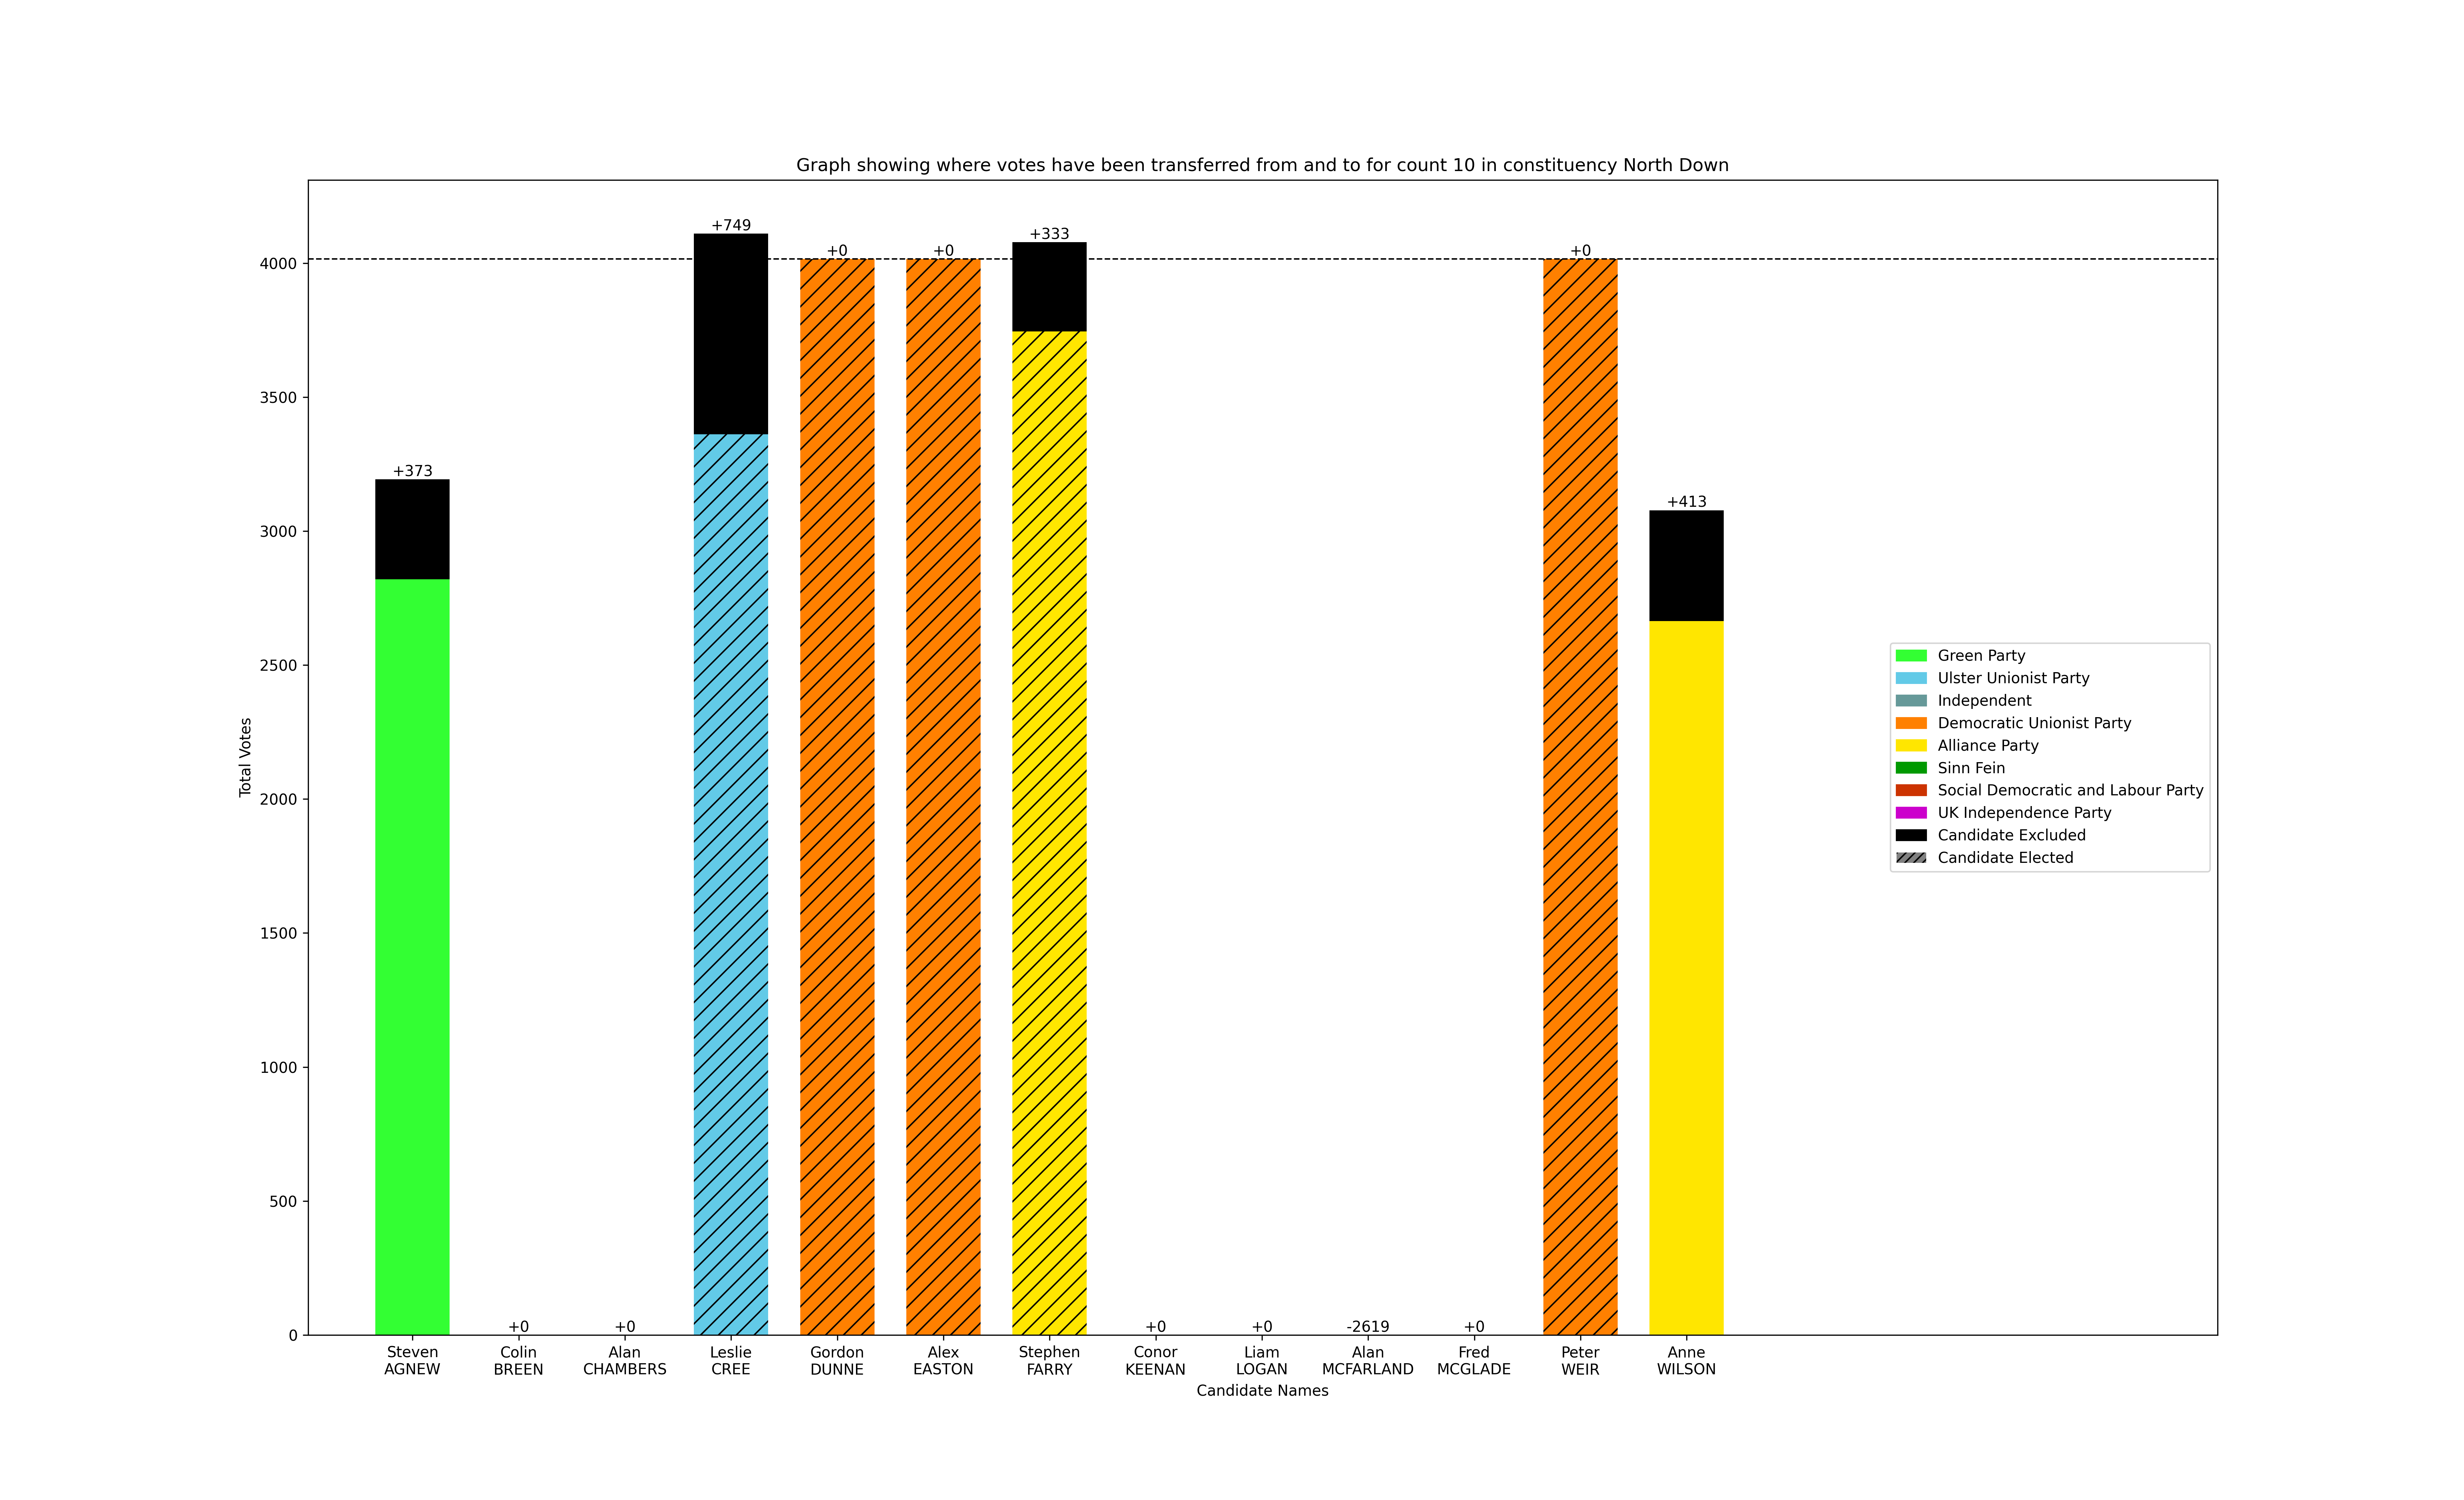 Graph showing where votes have been transferred from and to for count 10 in constituency North Down
Total Votes
4000
3500
3000
2500
2000
1500
1000
500
0
+373
+0
+0
+749
+0
+0
+333
+0
+0
-2619
+0
+0
+413
Steven
AGNEW
Colin
BREEN
Alan
CHAMBERS
Leslie
CREE
Gordon
DUNNE
Alex
EASTON
Stephen
FARRY
Conor
KEENAN
Liam
LOGAN
Alan
MCFARLAND
Fred
MCGLADE
Peter
WEIR
Anne
WILSON
Candidate Names
Green Party
Ulster Unionist Party
Independent
Democratic Unionist Party
Alliance Party
Sinn Fein
Social Democratic and Labour Party
UK Independence Party
Candidate Excluded
Candidate Elected